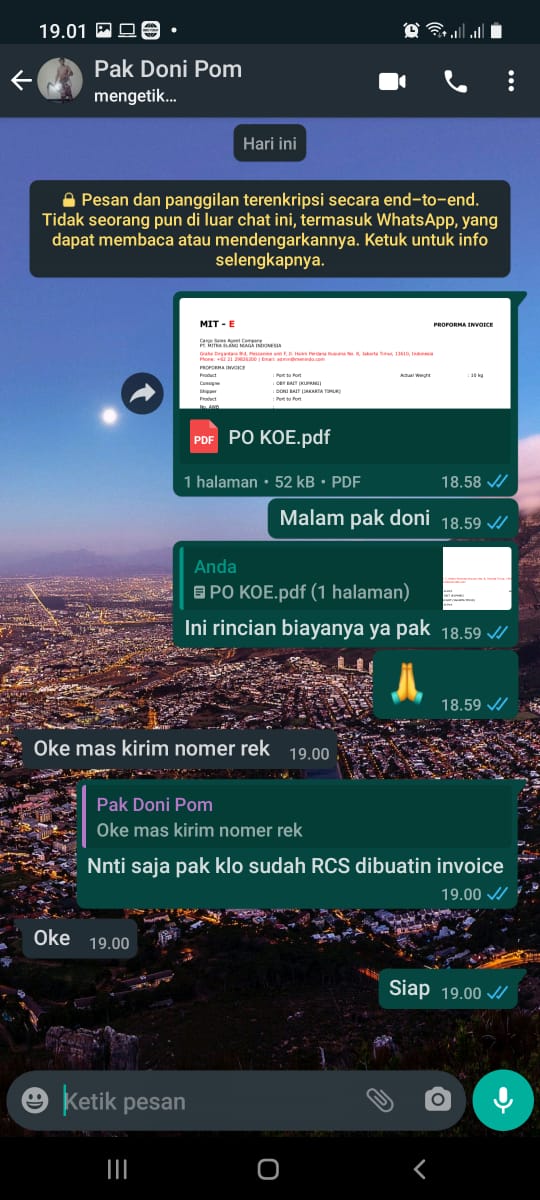 19.01
Pak Doni Pom
mengetik...
Hari ini
Pesan dan panggilan terenkripsi secara end-to-end.
Tidak seorang pun di luar chat ini, termasuk WhatsApp, yang
dapat membaca atau mendengarkannya. Ketuk untuk info
selengkapnya.
MIT - E
PROFORMA INVOICE
Cargo Sales Agent Company
PT. MITRA ELANG NIAGA INDONESIA
PROFORMA INVOICE
Product : Port to Port
Actual Weight : 10 kg
Consigne : OBY BAIT (KUPANG)
Shipper : DONI BAIT (JAKARTA TIMUR)
Product : Port to Port
No. AWB
PDF
PO KOE.pdf
1 halaman • 52 kB • PDF
18.58
Malam pak doni
18.59
Anda
PO KOE.pdf (1 halaman)
Ini rincian biayanya ya pak
18.59
18.59
Oke mas kirim nomer rek
19.00
Pak Doni Pom
Oke mas kirim nomer rek
Nnti saja pak klo sudah RCS dibuatin invoice
19.00
Oke
19.00
Siap
19.00
Ketik pesan